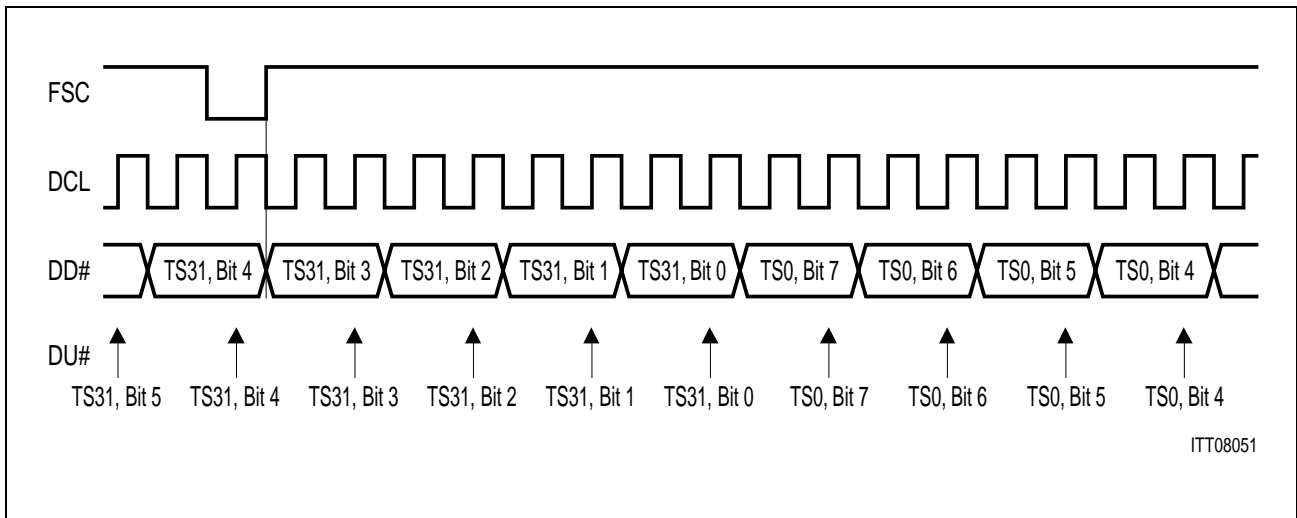 FSC
DCL
DD# TS31, Bit 4 TS31, Bit 3 TS31, Bit 2 TS31, Bit 1 TS31, Bit 0 TS0, Bit 7 TS0, Bit 6 TS0, Bit 5 TS0, Bit 4
DU#
TS31, Bit 5 TS31, Bit 4 TS31, Bit 3 TS31, Bit 2 TS31, Bit 1 TS31, Bit 0 TS0, Bit 7 TS0, Bit 6 TS0, Bit 5 TS0, Bit 4
ITT08051